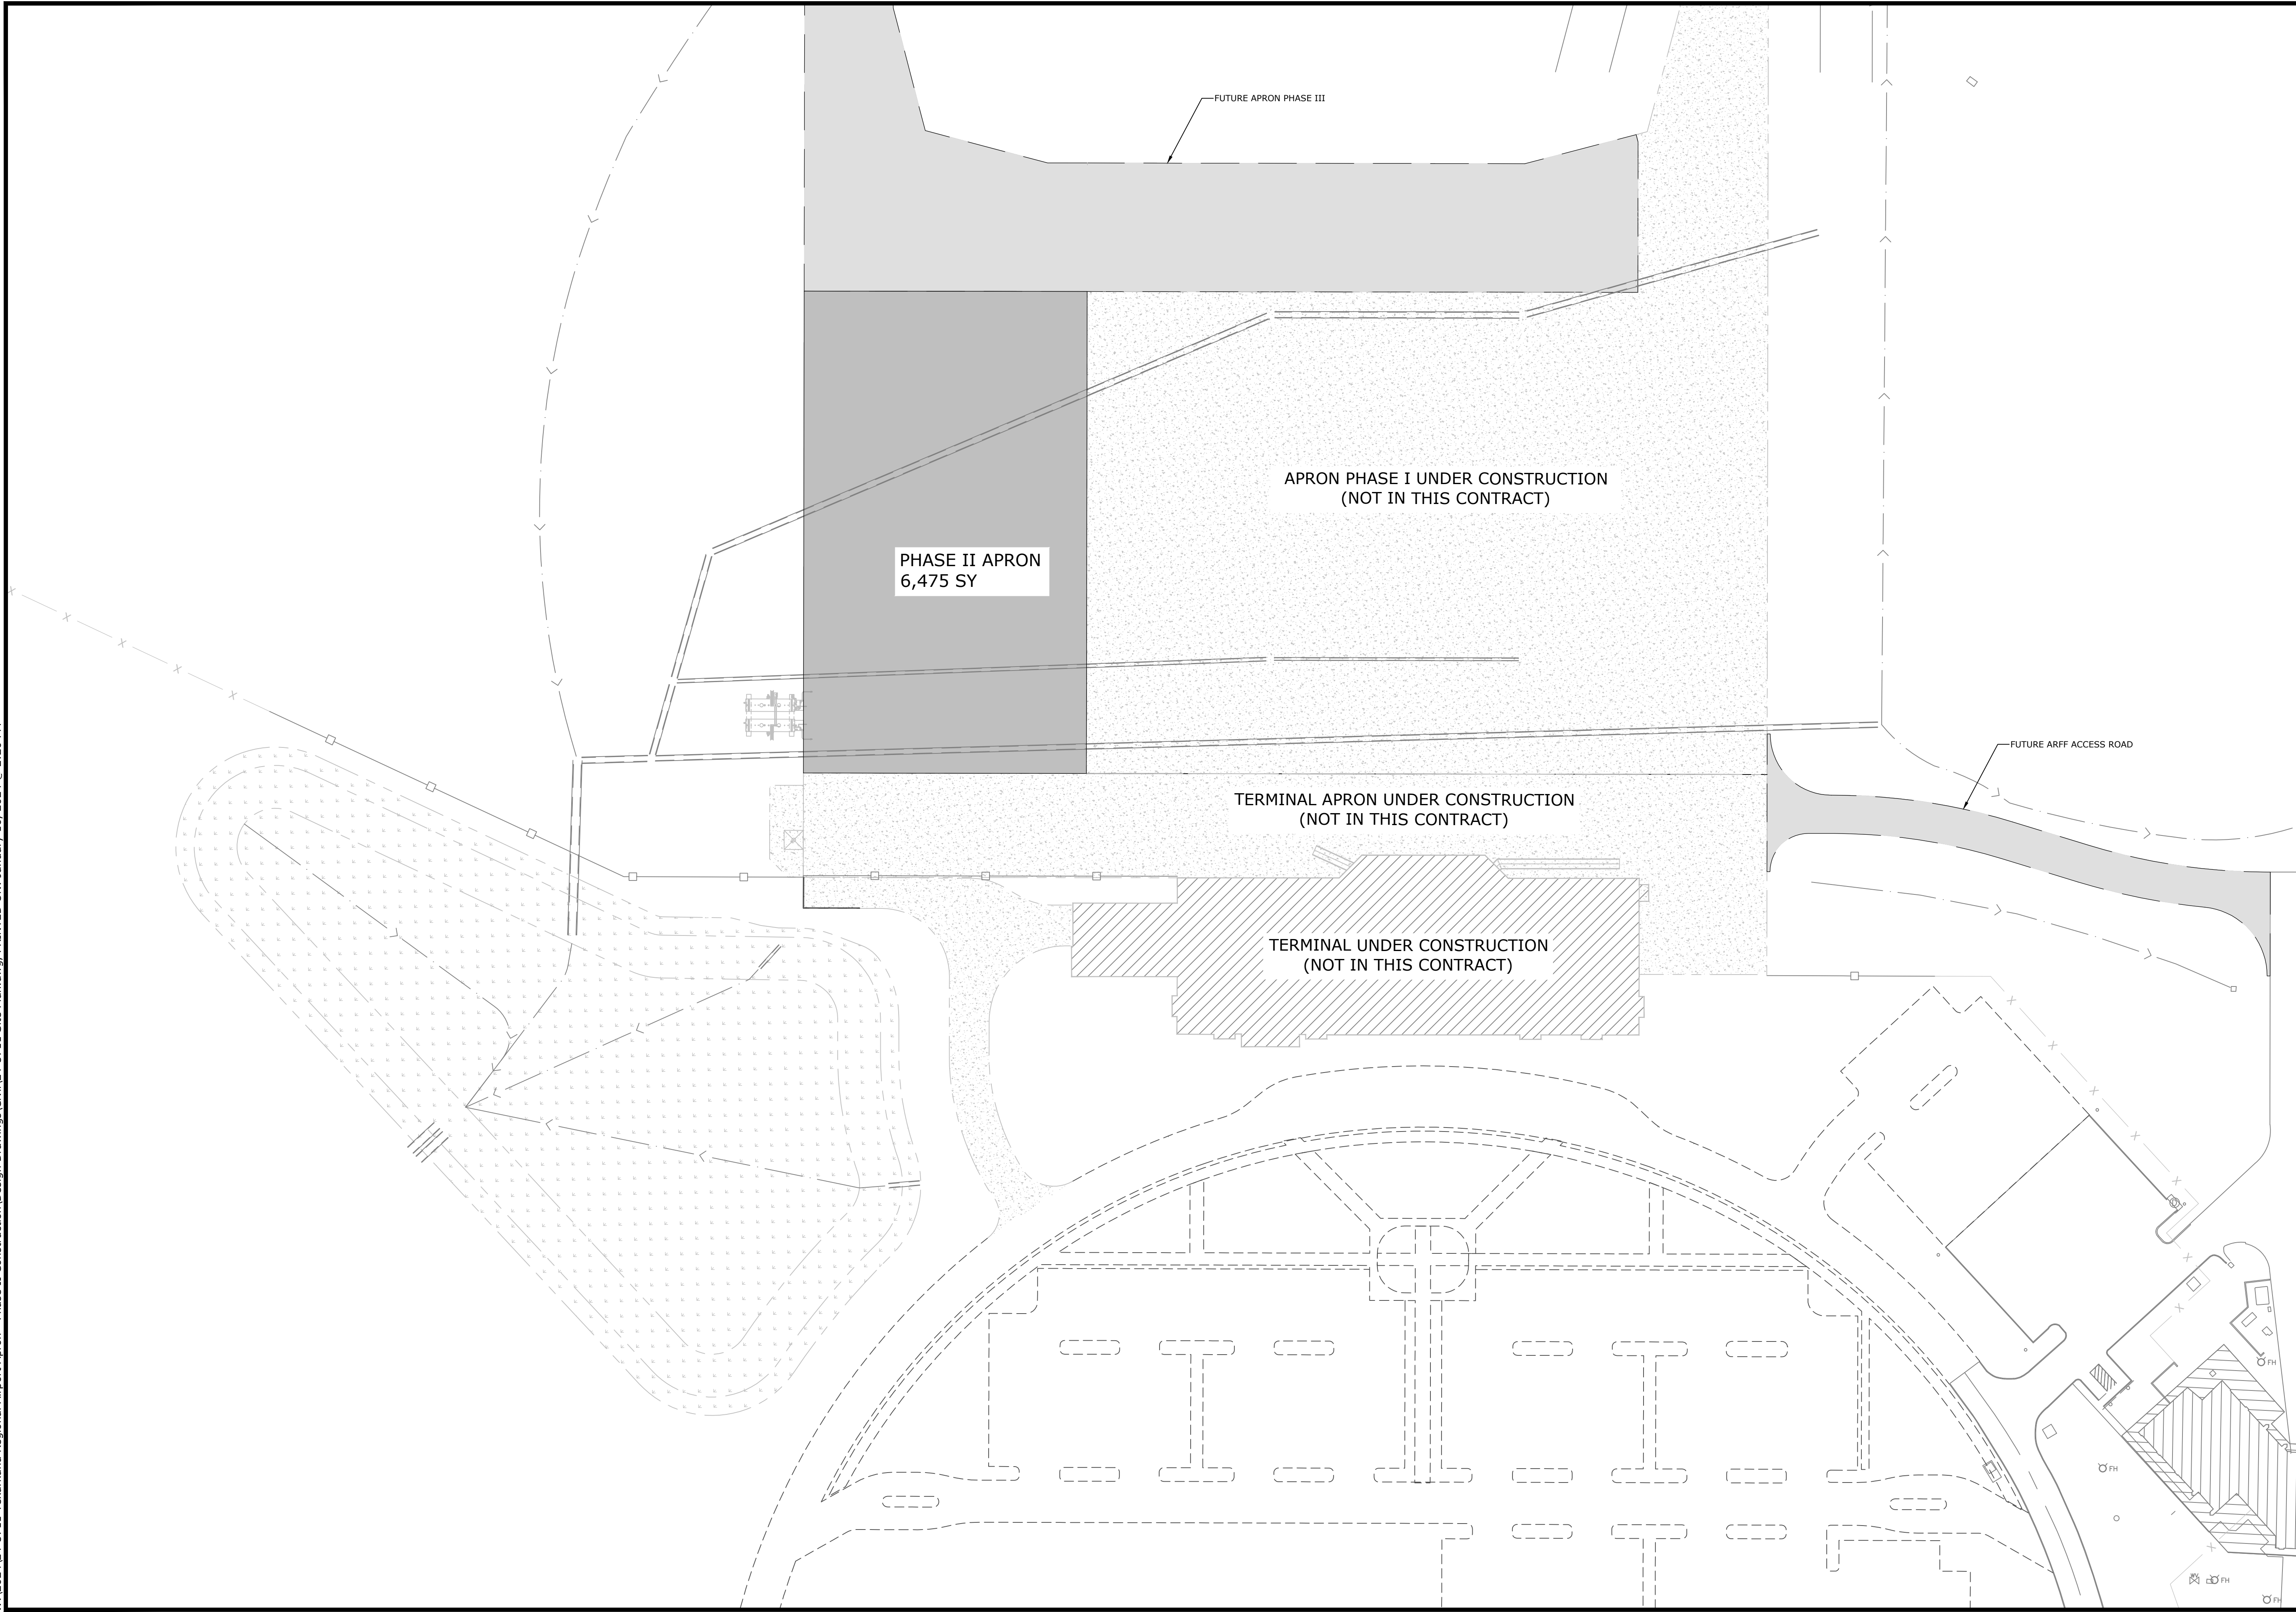 FUTURE APRON PHASE III
APRON PHASE I UNDER CONSTRUCTION
(NOT IN THIS CONTRACT)
PHASE II APRON
6,475 SY
FUTURE ARFF ACCESS ROAD
TERMINAL APRON UNDER CONSTRUCTION
(NOT IN THIS CONTRACT)
TERMINAL UNDER CONSTRUCTION
(NOT IN THIS CONTRACT)
FH
FH
FH
FH